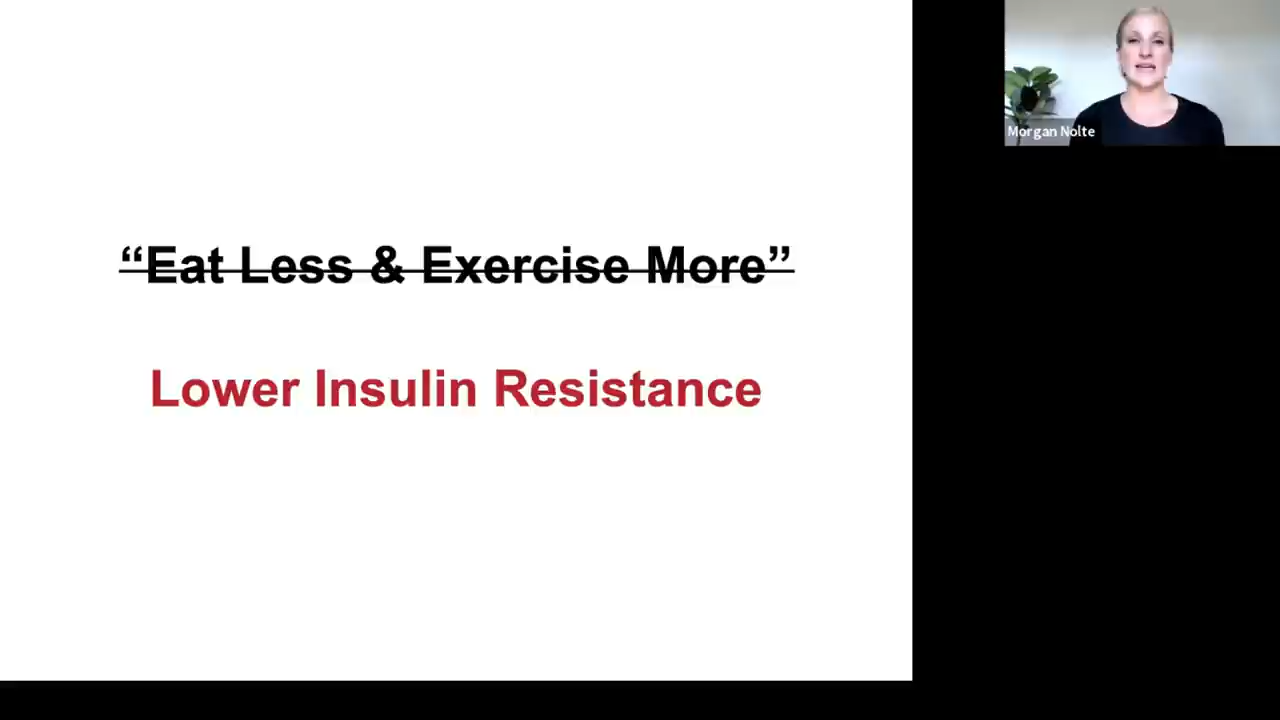 “Eat Less & Exercise More”
Lower Insulin Resistance
Morgan Nolte